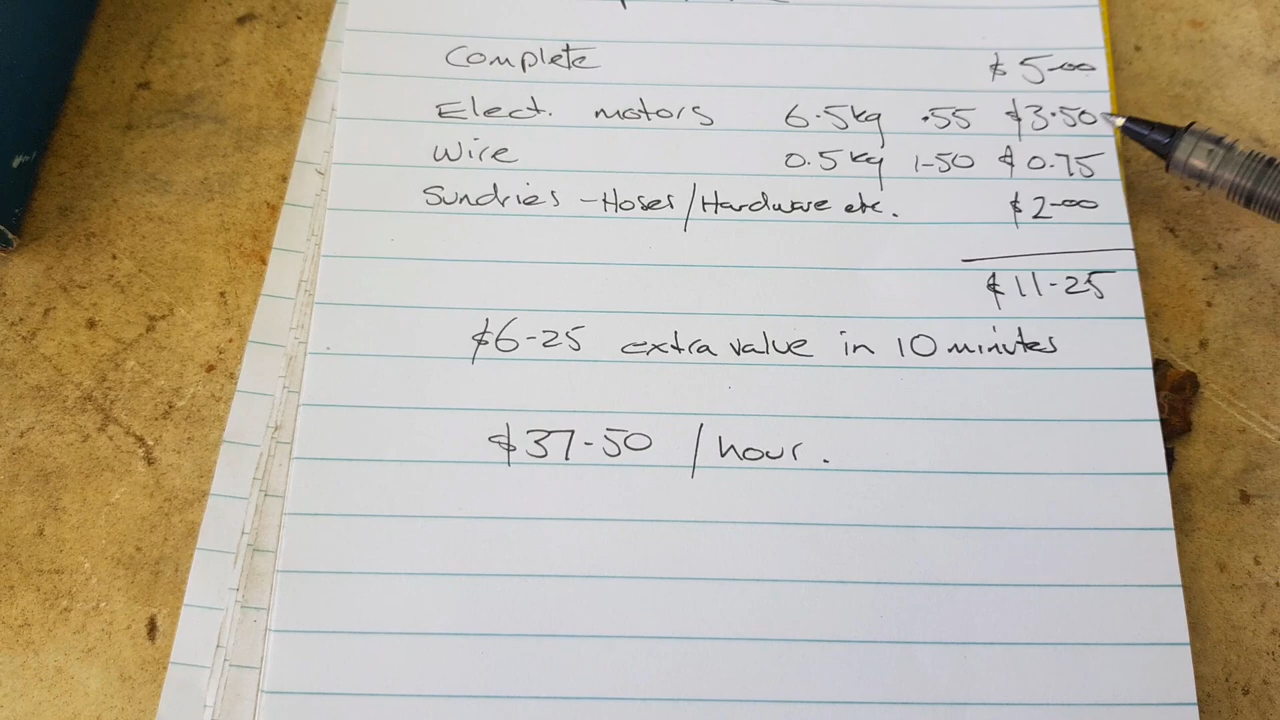 Complete $ 5-00
Elect. motors 6.5kg .55 $3.50
Wire 0.5kg 1-50 $ 0.75
Sundries - Hoses/Hardware etc. $ 2-00
$ 11-25
$6-25 extra value in 10 minutes
$37-50 / hour.